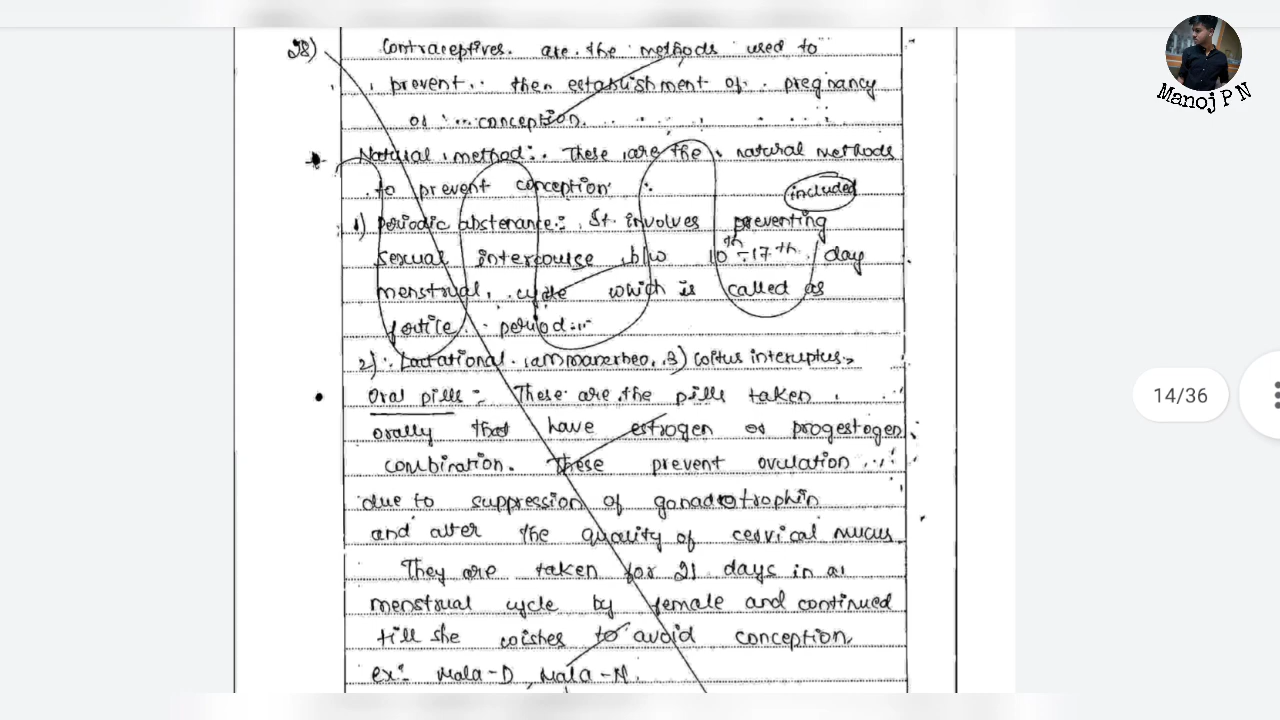 Manoj P N
28) Contraceptives. are the methods used to
prevent then establishment of pregnancy
or conception.
Natural method:- These are the natural methods
to prevent conception
included
1) Periodic abstenance:- It involves preventing
sexual intercourse b/w 10th - 17th day
menstrual cycle which is called as
fertile period:-
2) Lactational ammonerrheo, 3) Coitus interuptus:-
14/36
Oral pills :- These are the pills taken
orally that have estrogen or progestogen
combiration. These prevent ovulation
due to suppression of gonadotrophin
and alter the quality of cervical mucus.
They are taken for 21 days in a
menstrual cycle by female and continued
till she wishes to avoid conception.
ex:- Mala-D, Mala-N.